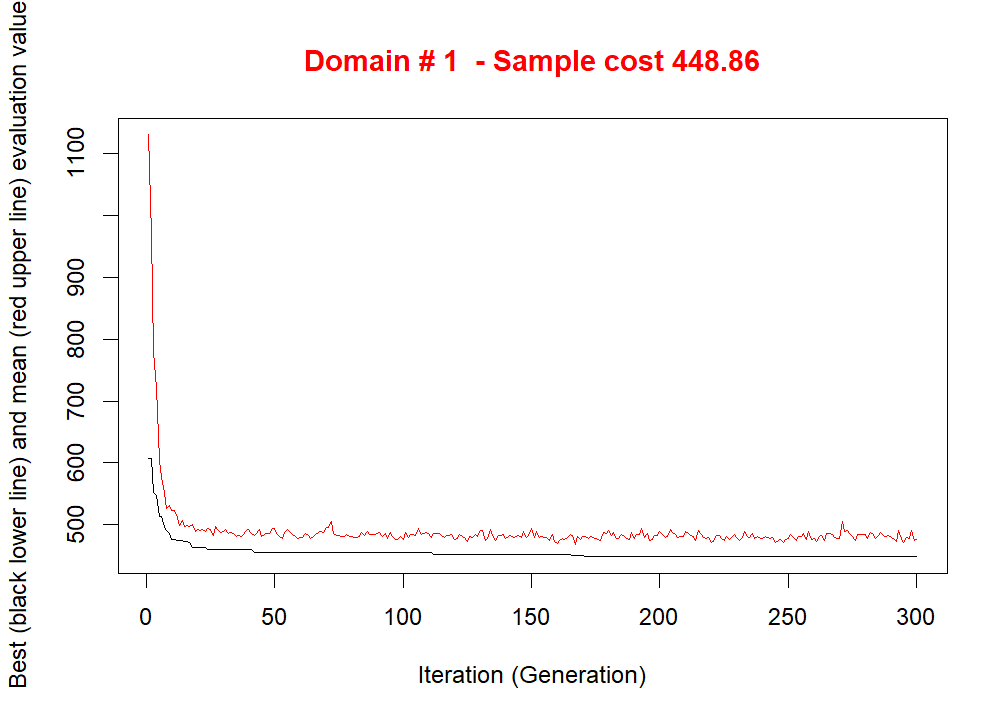 Domain # 1  - Sample cost 448.86
Best (black lower line) and mean (red upper line) evaluation value
1100
900
800
700
600
500
0 50 100 150 200 250 300
Iteration (Generation)